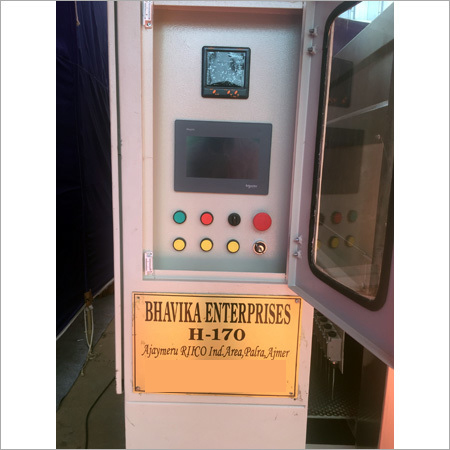 BHAVIKA ENTERPRISES
H-170
Ajaymeru RIICO Ind.Area,Palra,Ajmer